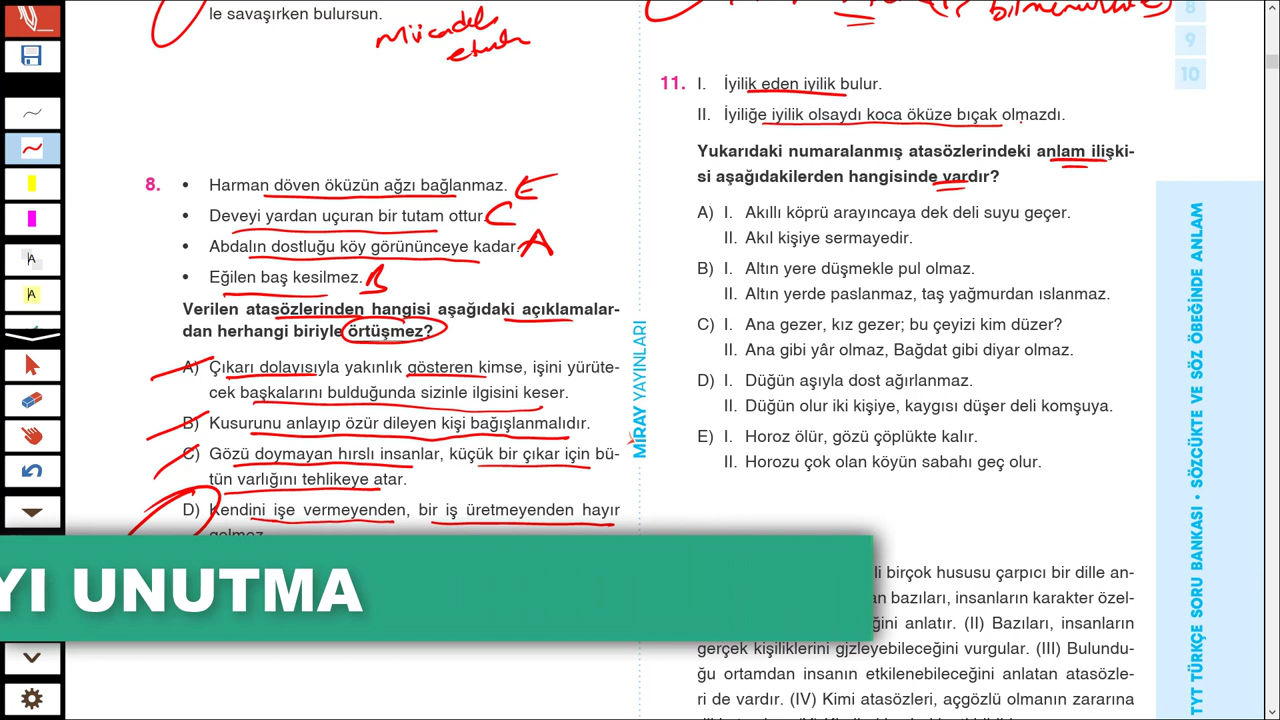 le savaşırken bulursun.
Mücadele
etmek
8
9
10
8.
• Harman döven öküzün ağzı bağlanmaz. E
• Deveyi yardan uçuran bir tutam ottur. C
• Abdalın dostluğu köy görününceye kadar. A
• Eğilen baş kesilmez. B
Verilen atasözlerinden hangisi aşağıdaki açıklamalar-
dan herhangi biriyle örtüşmez?
A) Çıkarı dolayısıyla yakınlık gösteren kimse, işini yürüte-
cek başkalarını bulduğunda sizinle ilgisini keser.
B) Kusurunu anlayıp özür dileyen kişi bağışlanmalıdır.
C) Gözü doymayan hırslı insanlar, küçük bir çıkar için bü-
tün varlığını tehlikeye atar.
D) Kendini işe vermeyenden, bir iş üretmeyenden hayır
gelmez.
YI UNUTMA
MİRAY YAYINLARI
11. I. İyilik eden iyilik bulur.
II. İyiliğe iyilik olsaydı koca öküze bıçak olmazdı.
Yukarıdaki numaralanmış atasözlerindeki anlam ilişki-
si aşağıdakilerden hangisinde vardır?
A) I. Akıllı köprü arayıncaya dek deli suyu geçer.
II. Akıl kişiye sermayedir.
B) I. Altın yere düşmekle pul olmaz.
II. Altın yerde paslanmaz, taş yağmurdan ıslanmaz.
C) I. Ana gezer, kız gezer; bu çeyizi kim düzer?
II. Ana gibi yâr olmaz, Bağdat gibi diyar olmaz.
D) I. Düğün aşıyla dost ağırlanmaz.
II. Düğün olur iki kişiye, kaygısı düşer deli komşuya.
E) I. Horoz ölür, gözü çöplükte kalır.
II. Horozu çok olan köyün sabahı geç olur.
birçok hususu çarpıcı bir dille an-
bazıları, insanların karakter özel-
anlatır. (II) Bazıları, insanların
gerçek kişiliklerini gizleyebileceğini vurgular. (III) Bulundu-
ğu ortamdan insanın etkilenebileceğini anlatan atasözle-
ri de vardır. (IV) Kimi atasözleri, açgözlü olmanın zararına
TYT TÜRKÇE SORU BANKASI • SÖZCÜKTE VE SÖZ ÖBEĞİNDE ANLAM